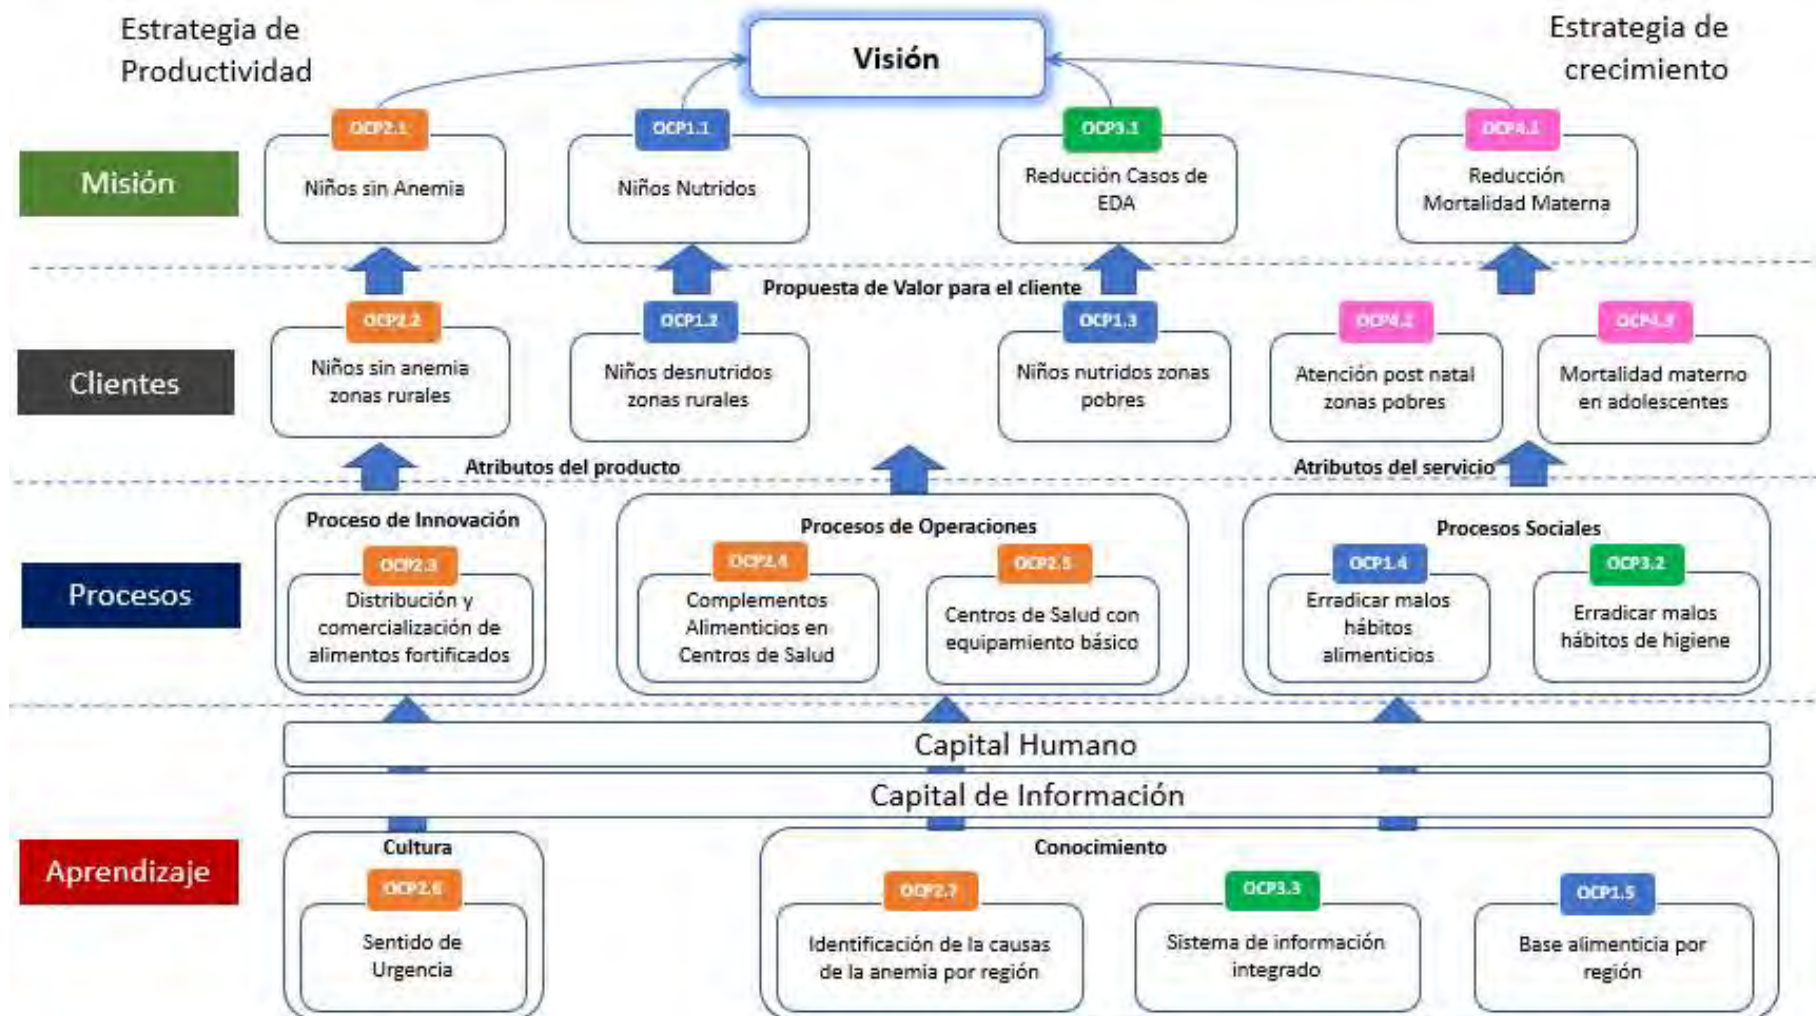 Estrategia de
Productividad
Visión
Estrategia de
crecimiento
Misión
OCP2.1
Niños sin Anemia
OCP1.1
Niños Nutridos
OCP3.1
Reducción Casos de
EDA
OCP4.1
Reducción
Mortalidad Materna
Propuesta de Valor para el cliente
Clientes
OCP2.2
Niños sin anemia
zonas rurales
OCP1.2
Niños desnutridos
zonas rurales
OCP1.3
Niños nutridos zonas
pobres
OCP4.2
Atención post natal
zonas pobres
OCP4.3
Mortalidad materno
en adolescentes
Atributos del producto
Atributos del servicio
Procesos
Proceso de Innovación
OCP2.3
Distribución y
comercialización de
alimentos fortificados
Procesos de Operaciones
OCP2.4
Complementos
Alimenticios en
Centros de Salud
OCP2.5
Centros de Salud con
equipamiento básico
Procesos Sociales
OCP1.4
Erradicar malos
hábitos
alimenticios
OCP3.2
Erradicar malos
hábitos de higiene
Capital Humano
Capital de Información
Aprendizaje
Cultura
OCP2.6
Sentido de
Urgencia
Conocimiento
OCP2.7
Identificación de la causas
de la anemia por región
OCP3.3
Sistema de información
integrado
OCP1.5
Base alimenticia por
región